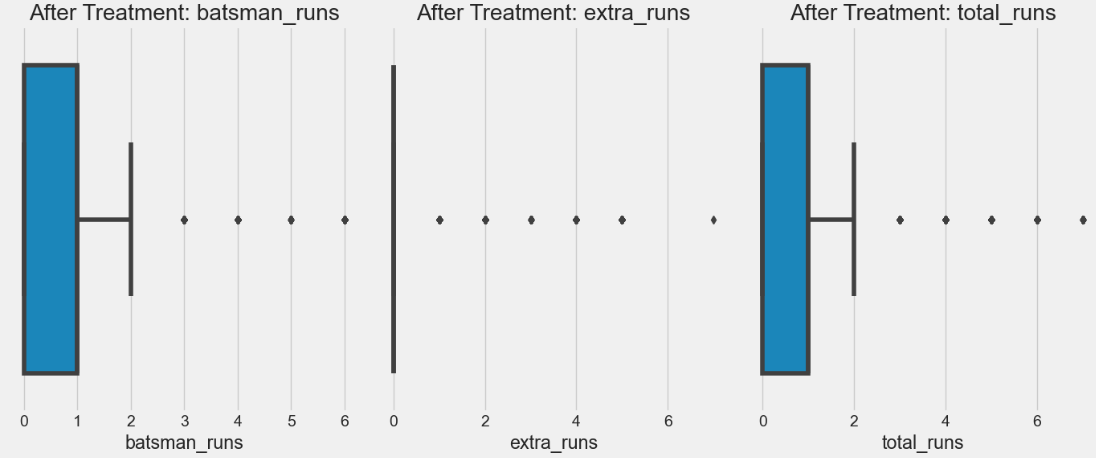 After Treatment: batsman_runs
After Treatment: extra_runs
After Treatment: total_runs
0 1 2 3 4 5 6
0 2 4 6
0 2 4 6
batsman_runs
extra_runs
total_runs